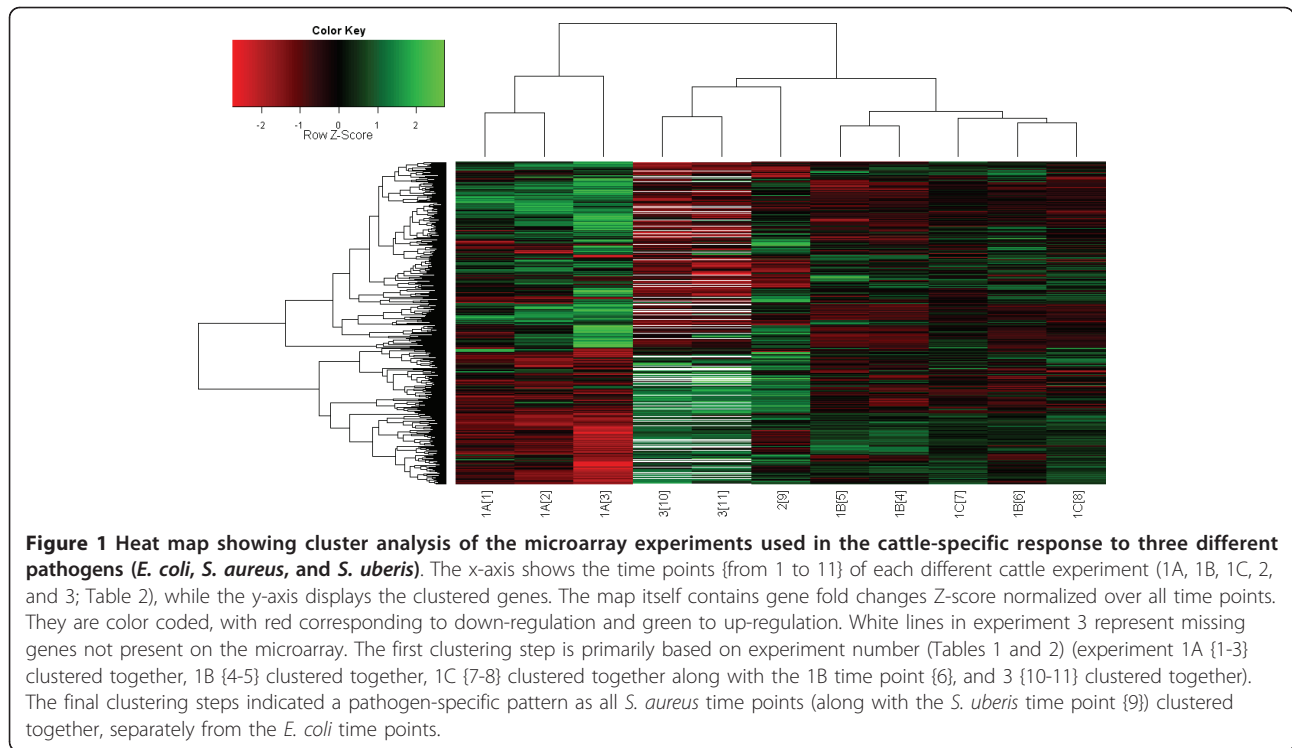 Color Key
-2 -1 0 1 2
Row Z-Score
1A[1]
1A[2]
1A[3]
3[10]
3[11]
2[9]
1B[5]
1B[4]
1C[7]
1B[6]
1C[8]
Figure 1 Heat map showing cluster analysis of the microarray experiments used in the cattle-specific response to three different
pathogens (E. coli, S. aureus, and S. uberis). The x-axis shows the time points {from 1 to 11} of each different cattle experiment (1A, 1B, 1C, 2,
and 3; Table 2), while the y-axis displays the clustered genes. The map itself contains gene fold changes Z-score normalized over all time points.
They are color coded, with red corresponding to down-regulation and green to up-regulation. White lines in experiment 3 represent missing
genes not present on the microarray. The first clustering step is primarily based on experiment number (Tables 1 and 2) (experiment 1A {1-3}
clustered together, 1B {4-5} clustered together, 1C {7-8} clustered together along with the 1B time point {6}, and 3 {10-11} clustered together).
The final clustering steps indicated a pathogen-specific pattern as all S. aureus time points (along with the S. uberis time point {9}) clustered
together, separately from the E. coli time points.